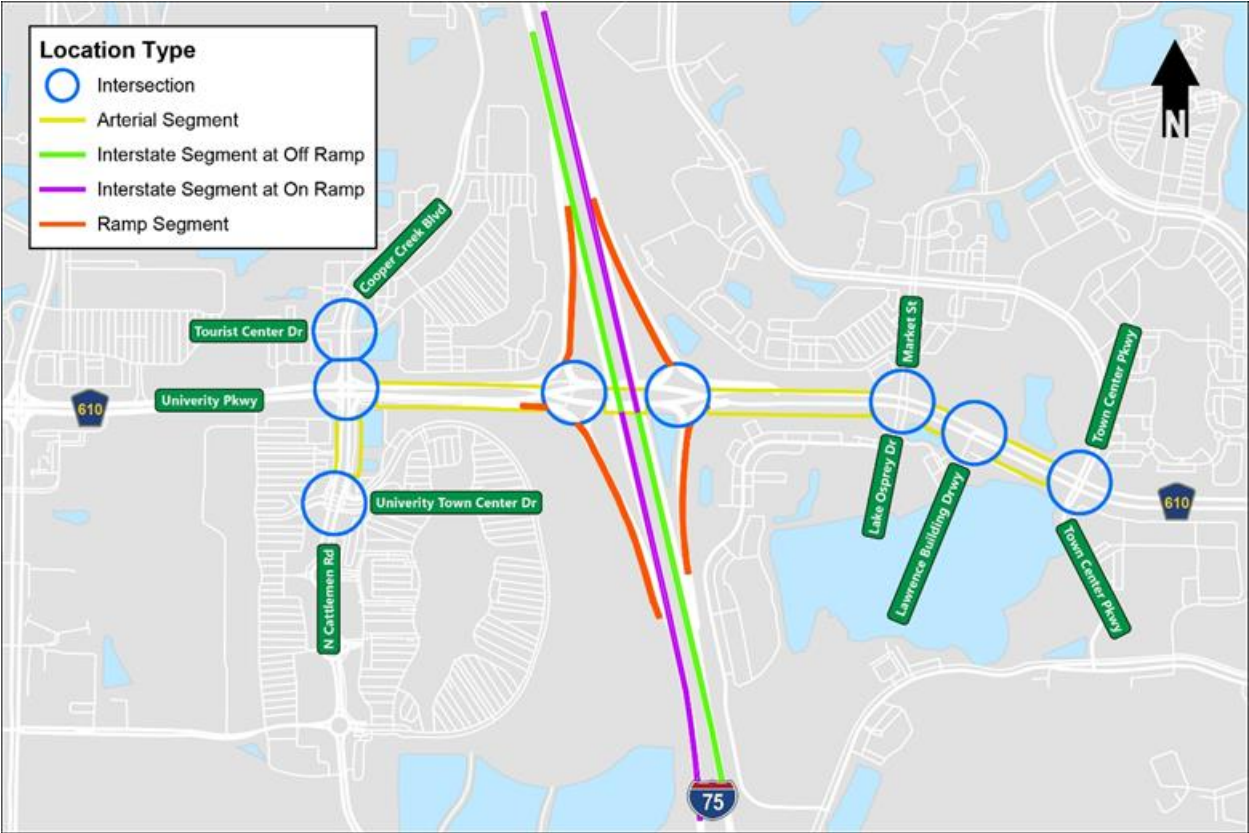 Location Type
Intersection
Arterial Segment
Interstate Segment at Off Ramp
Interstate Segment at On Ramp
Ramp Segment
N
Cooper Creek Blvd
Tourist Center Dr
Univerity Pkwy
610
Market St
Town Center Pkwy
Lake Osprey Dr
Lawrence Building Drwy
610
Univerity Town Center Dr
N Cattlemen Rd
Town Center Pkwy
75